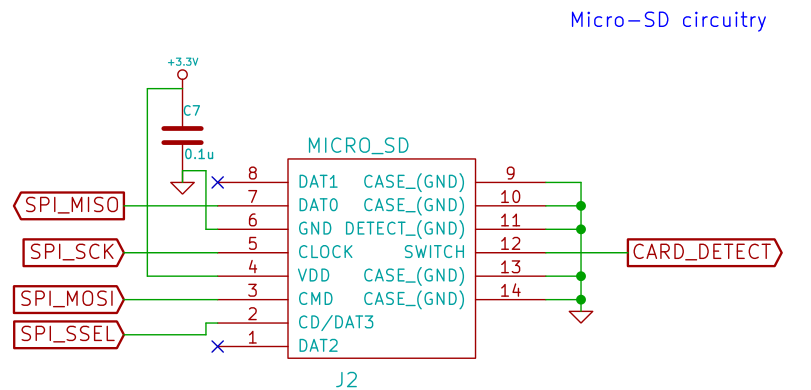 Micro-SD circuitry
+3.3V
C7
0.1u
MICRO_SD
8 DAT1 CASE_(GND) 9
SPI_MISO 7 DAT0 CASE_(GND) 10
6 GND DETECT_(GND) 11
SPI_SCK 5 CLOCK SWITCH 12 CARD_DETECT
4 VDD CASE_(GND) 13
SPI_MOSI 3 CMD CASE_(GND) 14
SPI_SSEL 2 CD/DAT3
1 DAT2
J2